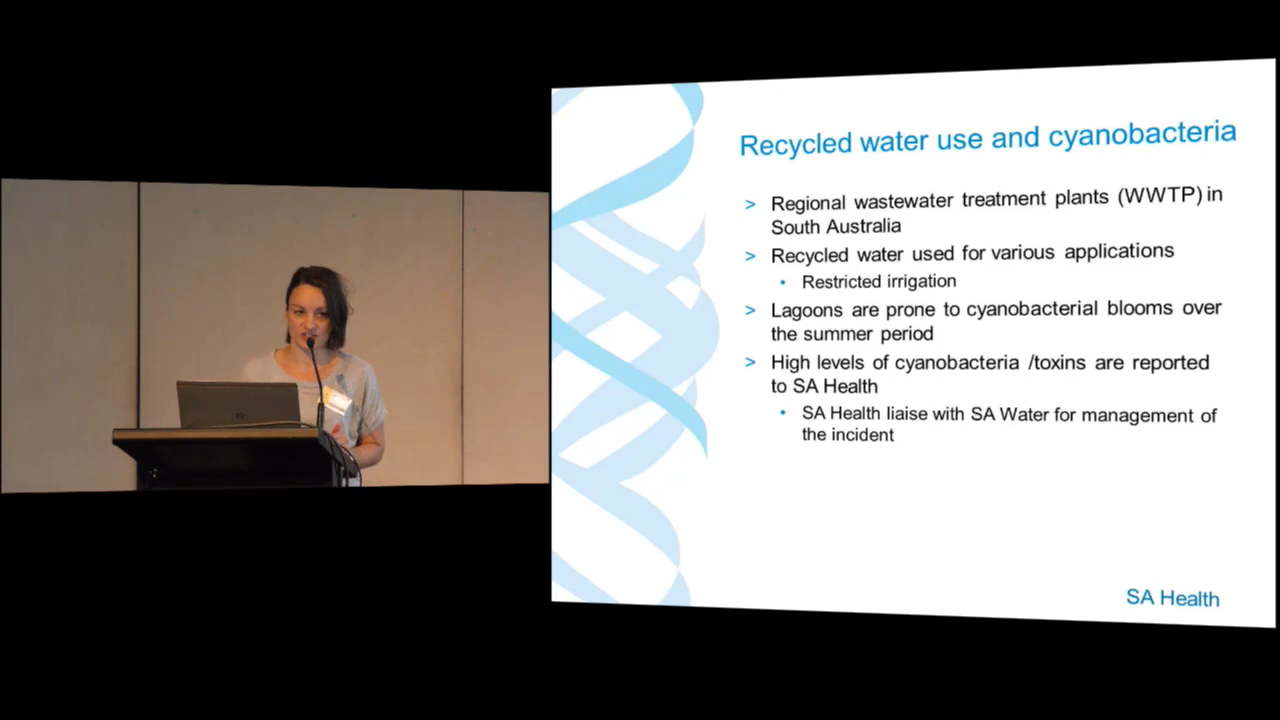 Recycled water use and cyanobacteria
> Regional wastewater treatment plants (WWTP) in
South Australia
> Recycled water used for various applications
• Restricted irrigation
> Lagoons are prone to cyanobacterial blooms over
the summer period
> High levels of cyanobacteria /toxins are reported
to SA Health
• SA Health liaise with SA Water for management of
the incident
SA Health